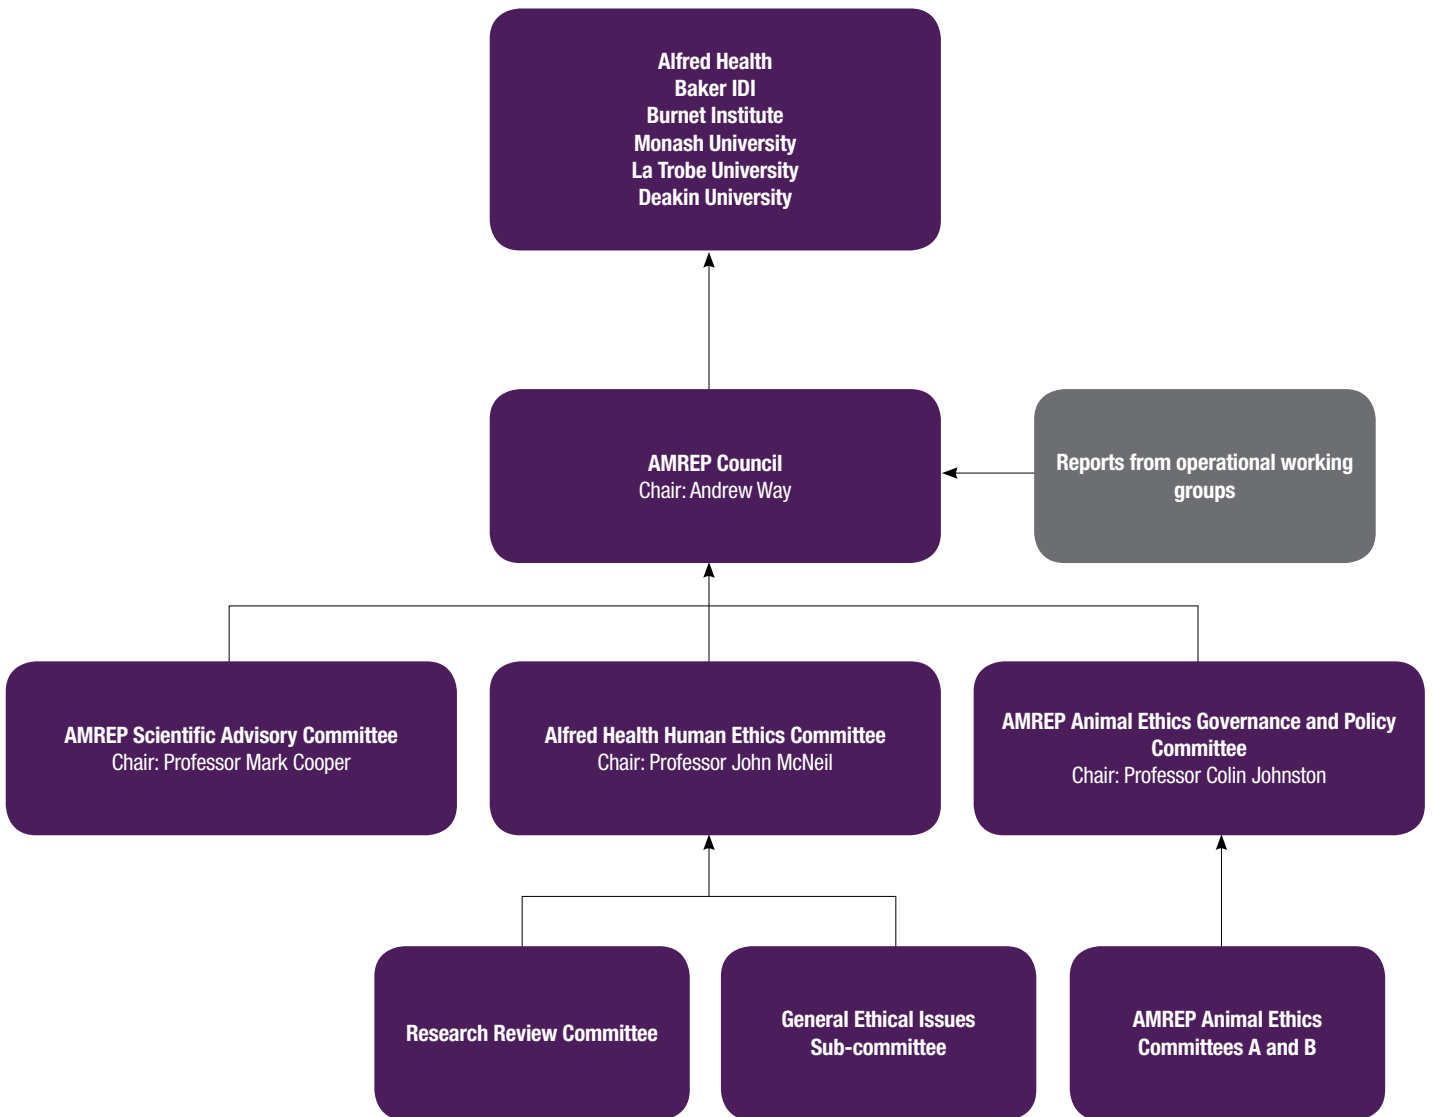 Alfred Health
Baker IDI
Burnet Institute
Monash University
La Trobe University
Deakin University
AMREP Council
Chair: Andrew Way
Reports from operational working
groups
AMREP Scientific Advisory Committee
Chair: Professor Mark Cooper
Alfred Health Human Ethics Committee
Chair: Professor John McNeil
AMREP Animal Ethics Governance and Policy
Committee
Chair: Professor Colin Johnston
Research Review Committee
General Ethical Issues
Sub-committee
AMREP Animal Ethics
Committees A and B